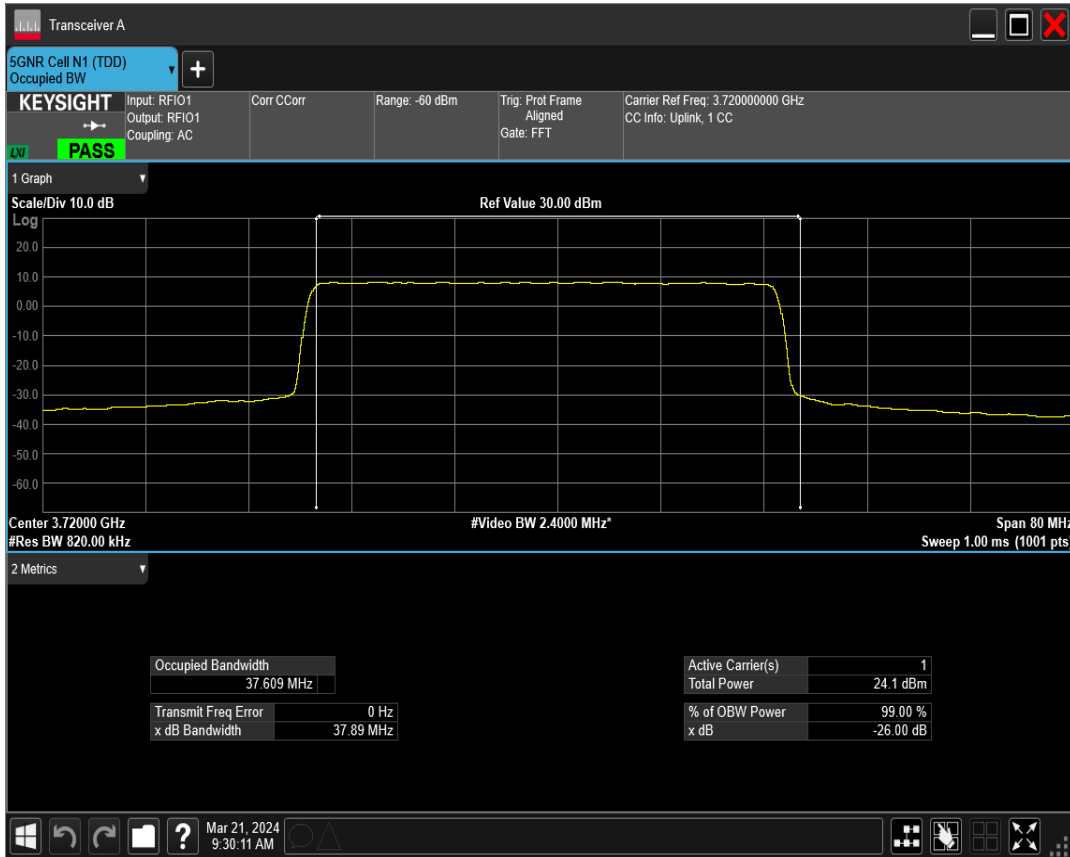 Transceiver A
5GNR Cell N1 (TDD)
Occupied BW
+
KEYSIGHT
LXI
PASS
Input: RFIO1
Output: RFIO1
Coupling: AC
Corr CCorr
Range: -60 dBm
Trig: Prot Frame
Aligned
Gate: FFT
Carrier Ref Freq: 3.720000000 GHz
CC Info: Uplink, 1 CC
1 Graph
Scale/Div 10.0 dB
Ref Value 30.00 dBm
Log
20.0
10.0
0.00
-10.0
-20.0
-30.0
-40.0
-50.0
-60.0
Center 3.72000 GHz
#Video BW 2.4000 MHz*
Span 80 MHz
#Res BW 820.00 kHz
Sweep 1.00 ms (1001 pts)
2 Metrics
Occupied Bandwidth
37.609 MHz
Transmit Freq Error 0 Hz
x dB Bandwidth 37.89 MHz
Active Carrier(s) 1
Total Power 24.1 dBm
% of OBW Power 99.00 %
x dB -26.00 dB
?
Mar 21, 2024
9:30:11 AM